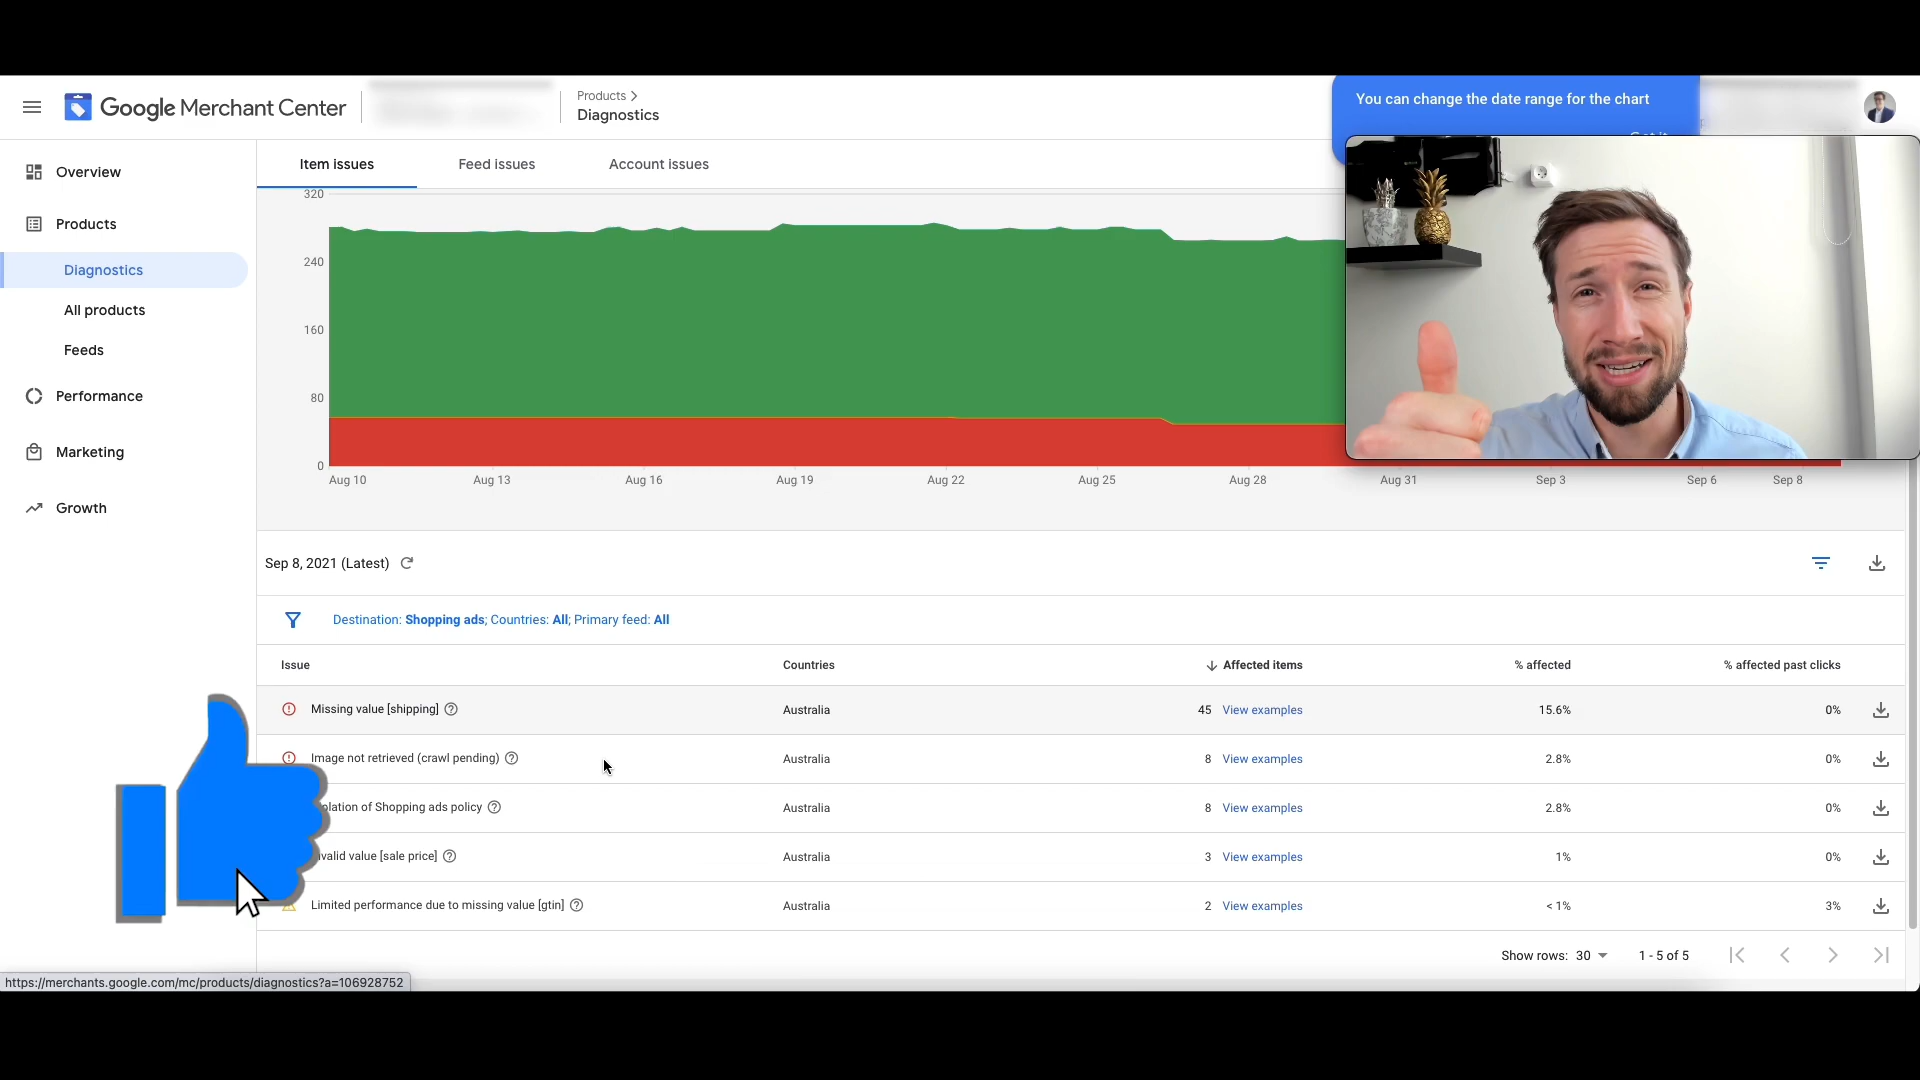 Google Merchant Center
Products
Diagnostics
You can change the date range for the chart
Overview
Products
Diagnostics
All products
Feeds
Performance
Marketing
Growth
Item issues
Feed issues
Account issues
320
240
160
80
0
Aug 10
Aug 13
Aug 16
Aug 19
Aug 22
Aug 25
Aug 28
Aug 31
Sep 3
Sep 6
Sep 8
Sep 8, 2021 (Latest)
Destination: Shopping ads; Countries: All; Primary feed: All
Issue Countries Affected items % affected % affected past clicks
Missing value [shipping] Australia 45 View examples 15.6% 0%
Image not retrieved (crawl pending) Australia 8 View examples 2.8% 0%
of Shopping ads policy Australia 8 View examples 2.8% 0%
value [sale price] Australia 3 View examples 1% 0%
Limited performance due to missing value [gtin] Australia 2 View examples < 1% 3%
Show rows: 30 1 - 5 of 5
https://merchants.google.com/mc/products/diagnostics?a=106928752